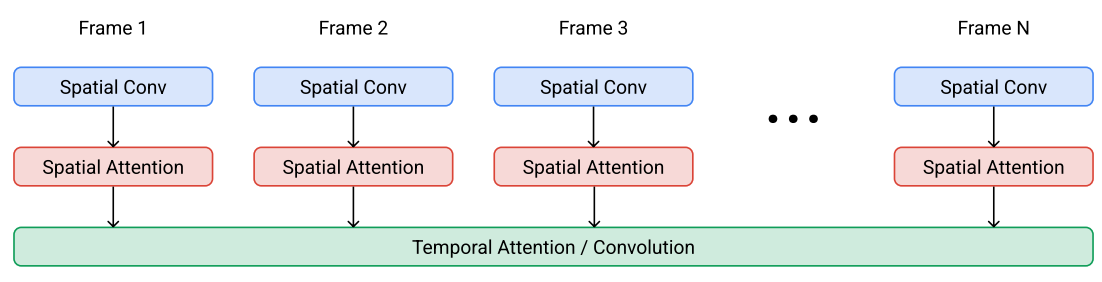 Frame 1
Frame 2
Frame 3
Frame N
Spatial Conv
Spatial Conv
Spatial Conv
• • •
Spatial Conv
Spatial Attention
Spatial Attention
Spatial Attention
Spatial Attention
Temporal Attention / Convolution